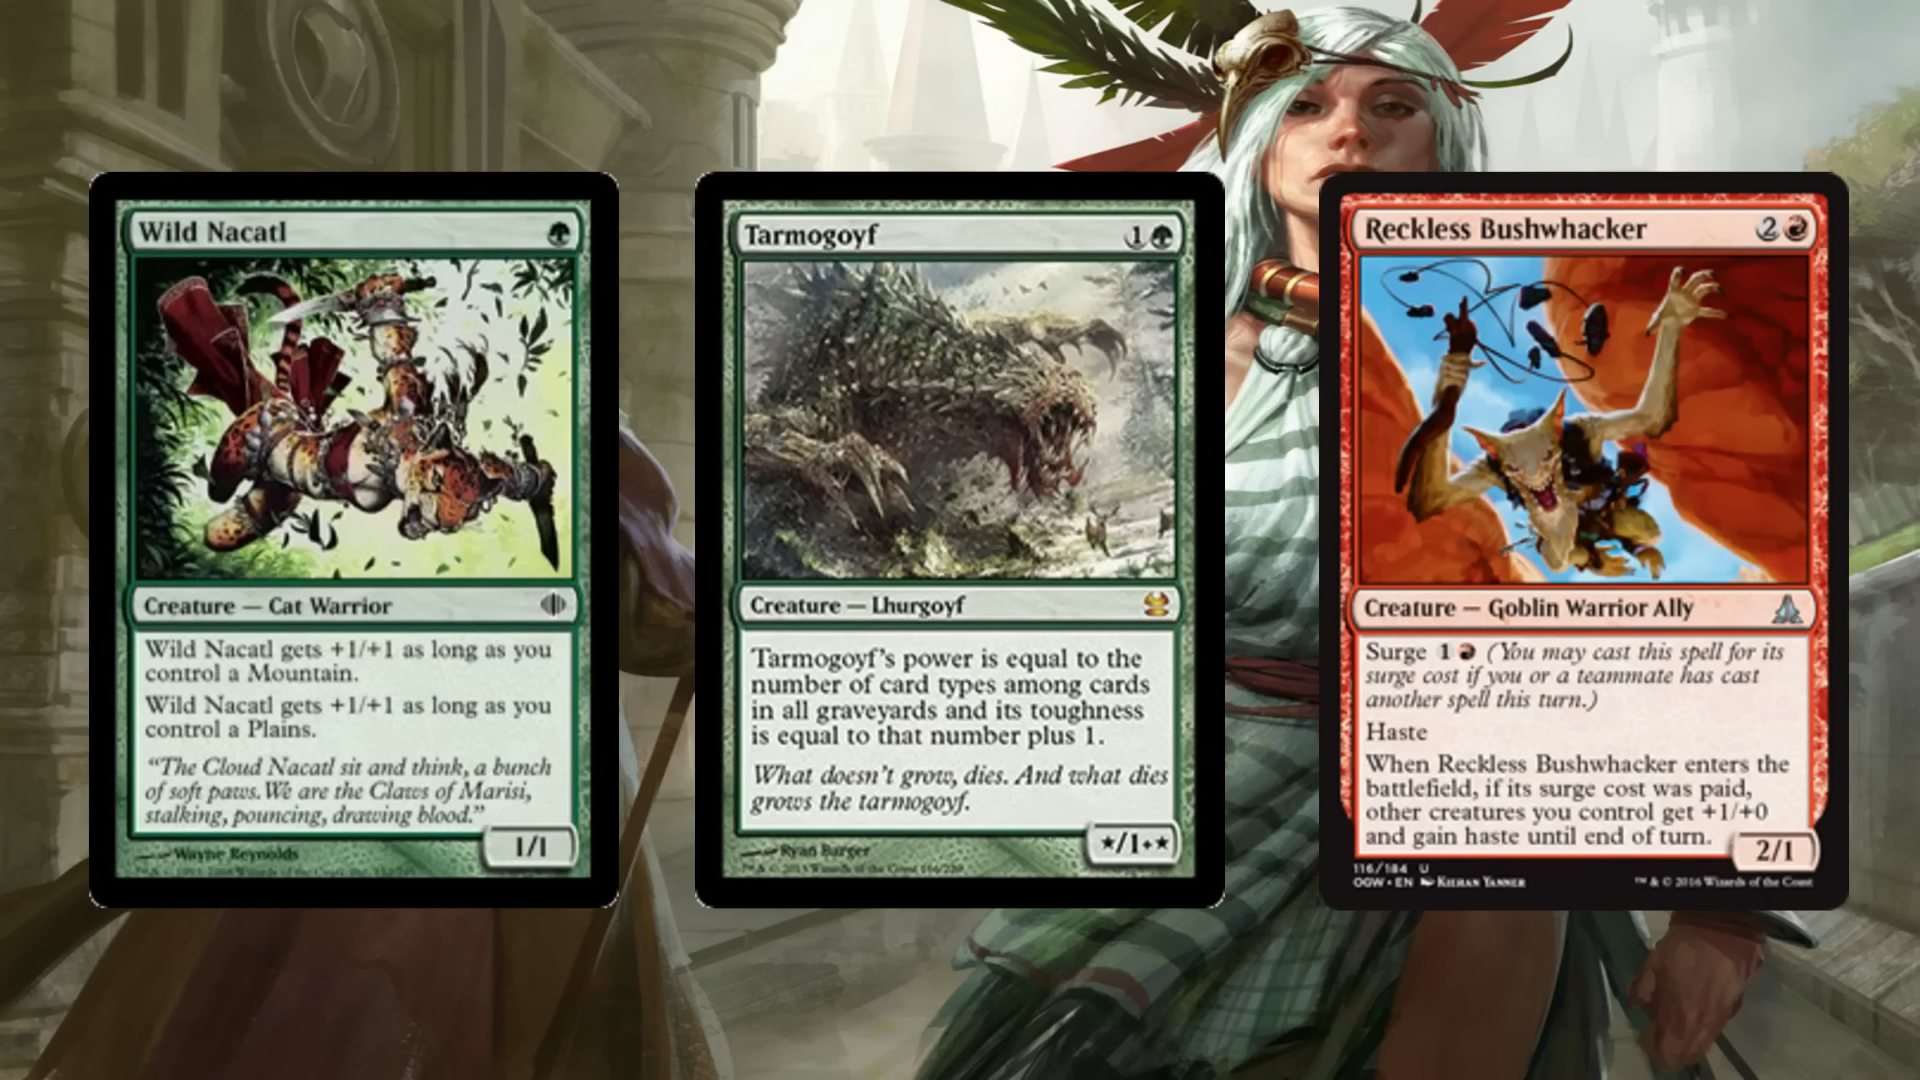 Wild Nacatl
Creature — Cat Warrior
Wild Nacatl gets +1/+1 as long as you
control a Mountain.
Wild Nacatl gets +1/+1 as long as you
control a Plains.
“The Cloud Nacatl sit and think, a bunch
of soft paws. We are the Claws of Marisi,
stalking, pouncing, drawing blood.”
1/1
Wayne Reynolds
Tarmogoyf
1
Creature — Lhurgoyf
Tarmogoyf’s power is equal to the
number of card types among cards
in all graveyards and its toughness
is equal to that number plus 1.
What doesn’t grow, dies. And what dies
grows the tarmogoyf.
★/1+★
Ryan Barger
Reckless Bushwhacker
2
Creature — Goblin Warrior Ally
Surge 1 (You may cast this spell for its
surge cost if you or a teammate has cast
another spell this turn.)
Haste
When Reckless Bushwhacker enters the
battlefield, if its surge cost was paid,
other creatures you control get +1/+0
and gain haste until end of turn.
2/1
116/184 U
OGW • EN Kieran Yanner
™ & © 2016 Wizards of the Coast